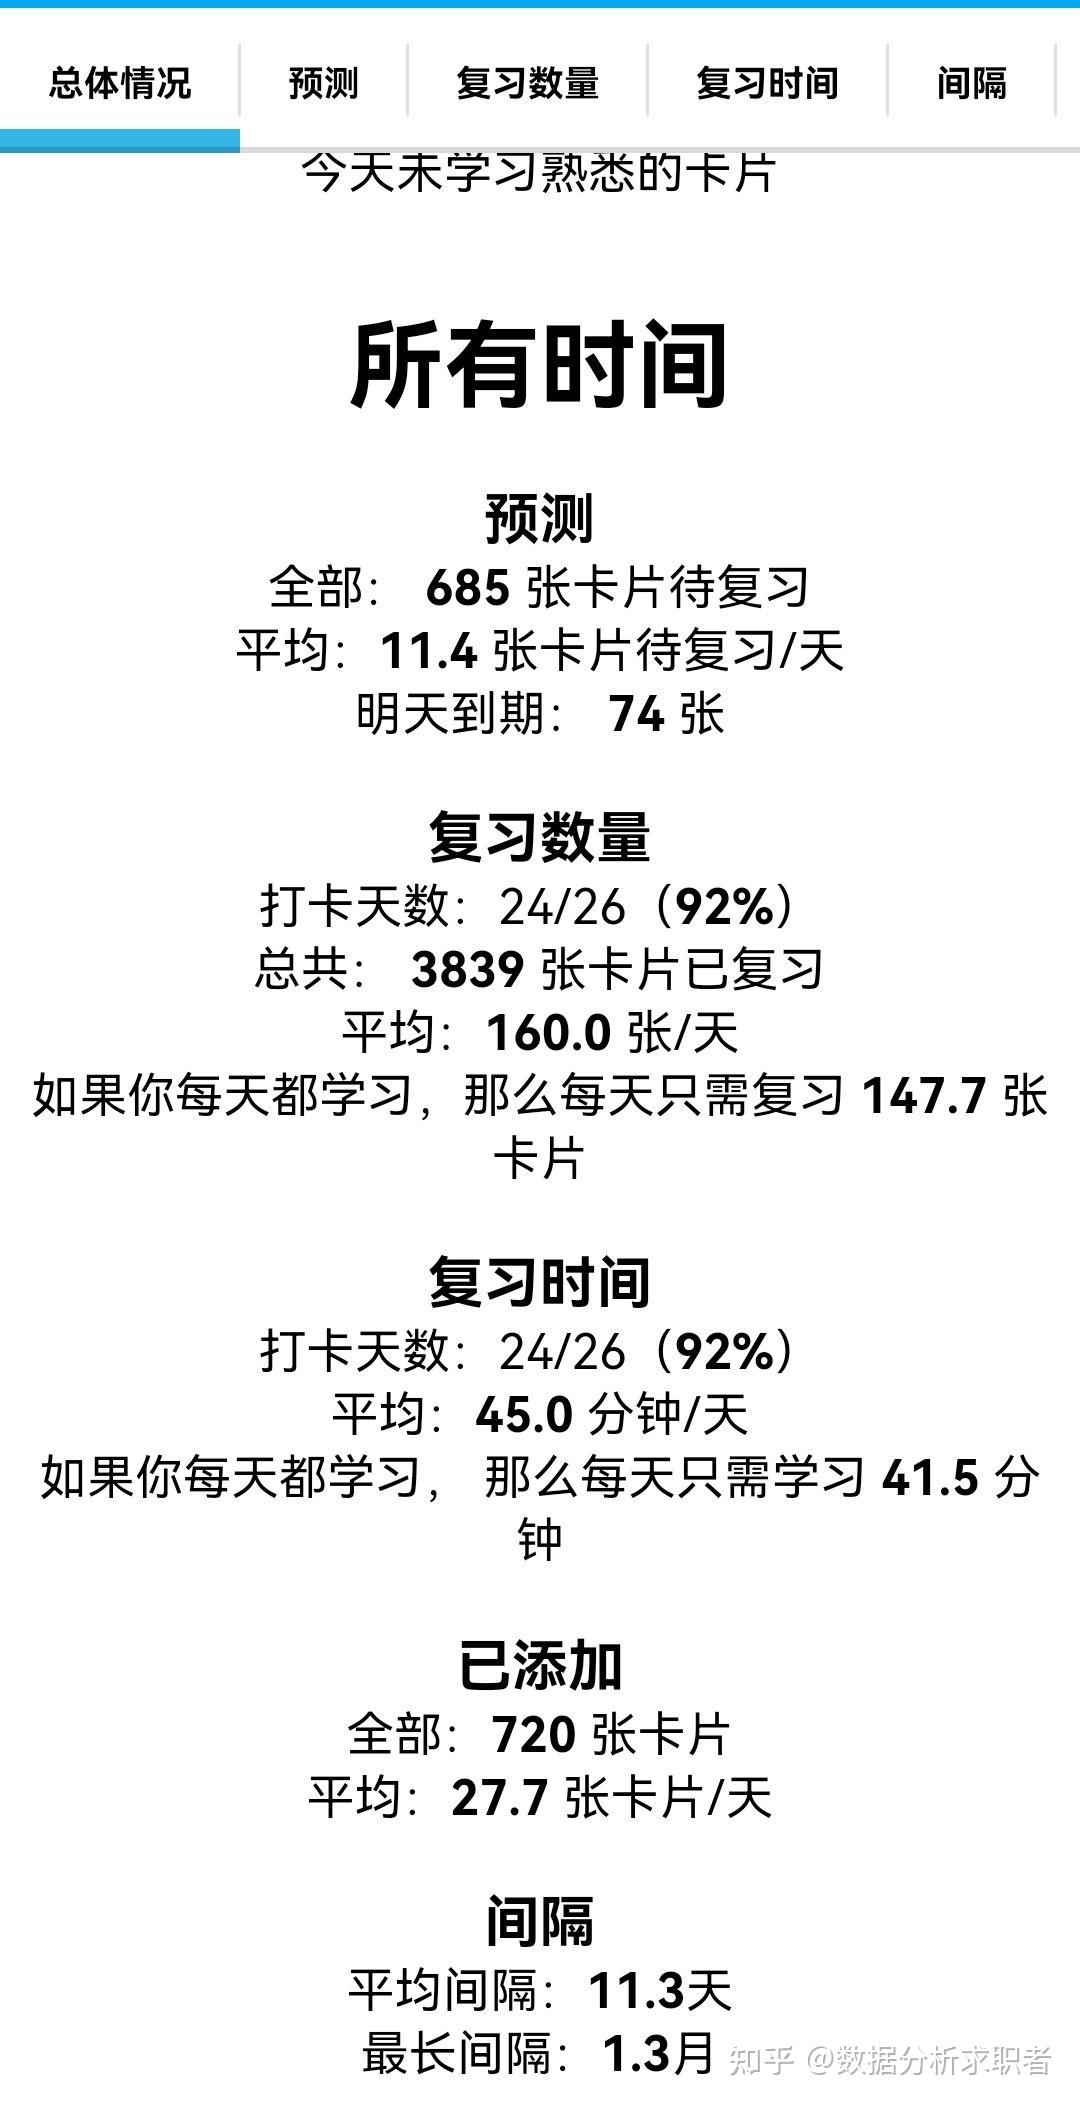 总体情况 预测 复习数量 复习时间 间隔
今天未学习熟悉的卡片
所有时间
预测
全部： 685 张卡片待复习
平均：11.4 张卡片待复习/天
明天到期： 74 张
复习数量
打卡天数：24/26（92%）
总共： 3839 张卡片已复习
平均：160.0 张/天
如果你每天都学习，那么每天只需复习 147.7 张
卡片
复习时间
打卡天数：24/26（92%）
平均：45.0 分钟/天
如果你每天都学习， 那么每天只需学习 41.5 分
钟
已添加
全部：720 张卡片
平均：27.7 张卡片/天
间隔
平均间隔：11.3天
最长间隔：1.3月
知乎 @数据分析求职者